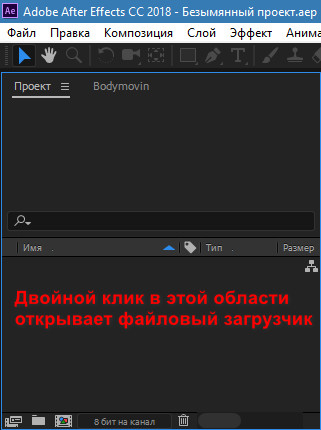 Ae Adobe After Effects CC 2018 - Безымянный проект.aep
Файл Правка Композиция Слой Эффект Анима
Проект Bodymovin
Имя Тип Размер
Двойной клик в этой области
открывает файловый загрузчик
8 бит на канал